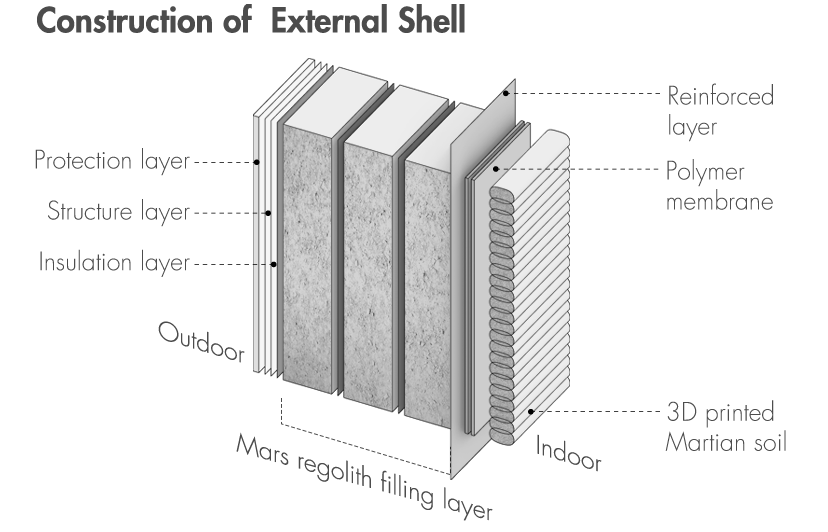 Construction of External Shell
Reinforced
layer
Protection layer
Polymer
membrane
Structure layer
Insulation layer
Outdoor
3D printed
Martian soil
Indoor
Mars regolith filling layer